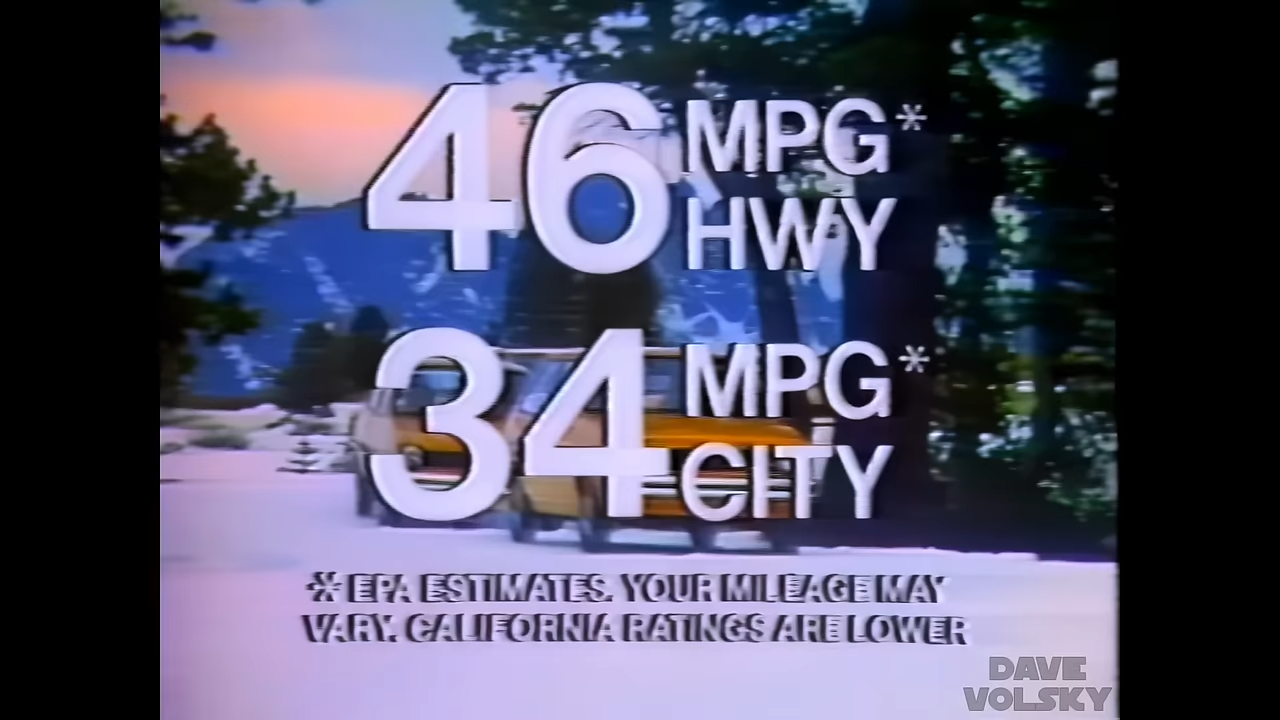 46 MPG*
HWY
34 MPG*
CITY
* EPA ESTIMATES. YOUR MILEAGE MAY
VARY. CALIFORNIA RATINGS ARE LOWER
DAVE
VOLSKY